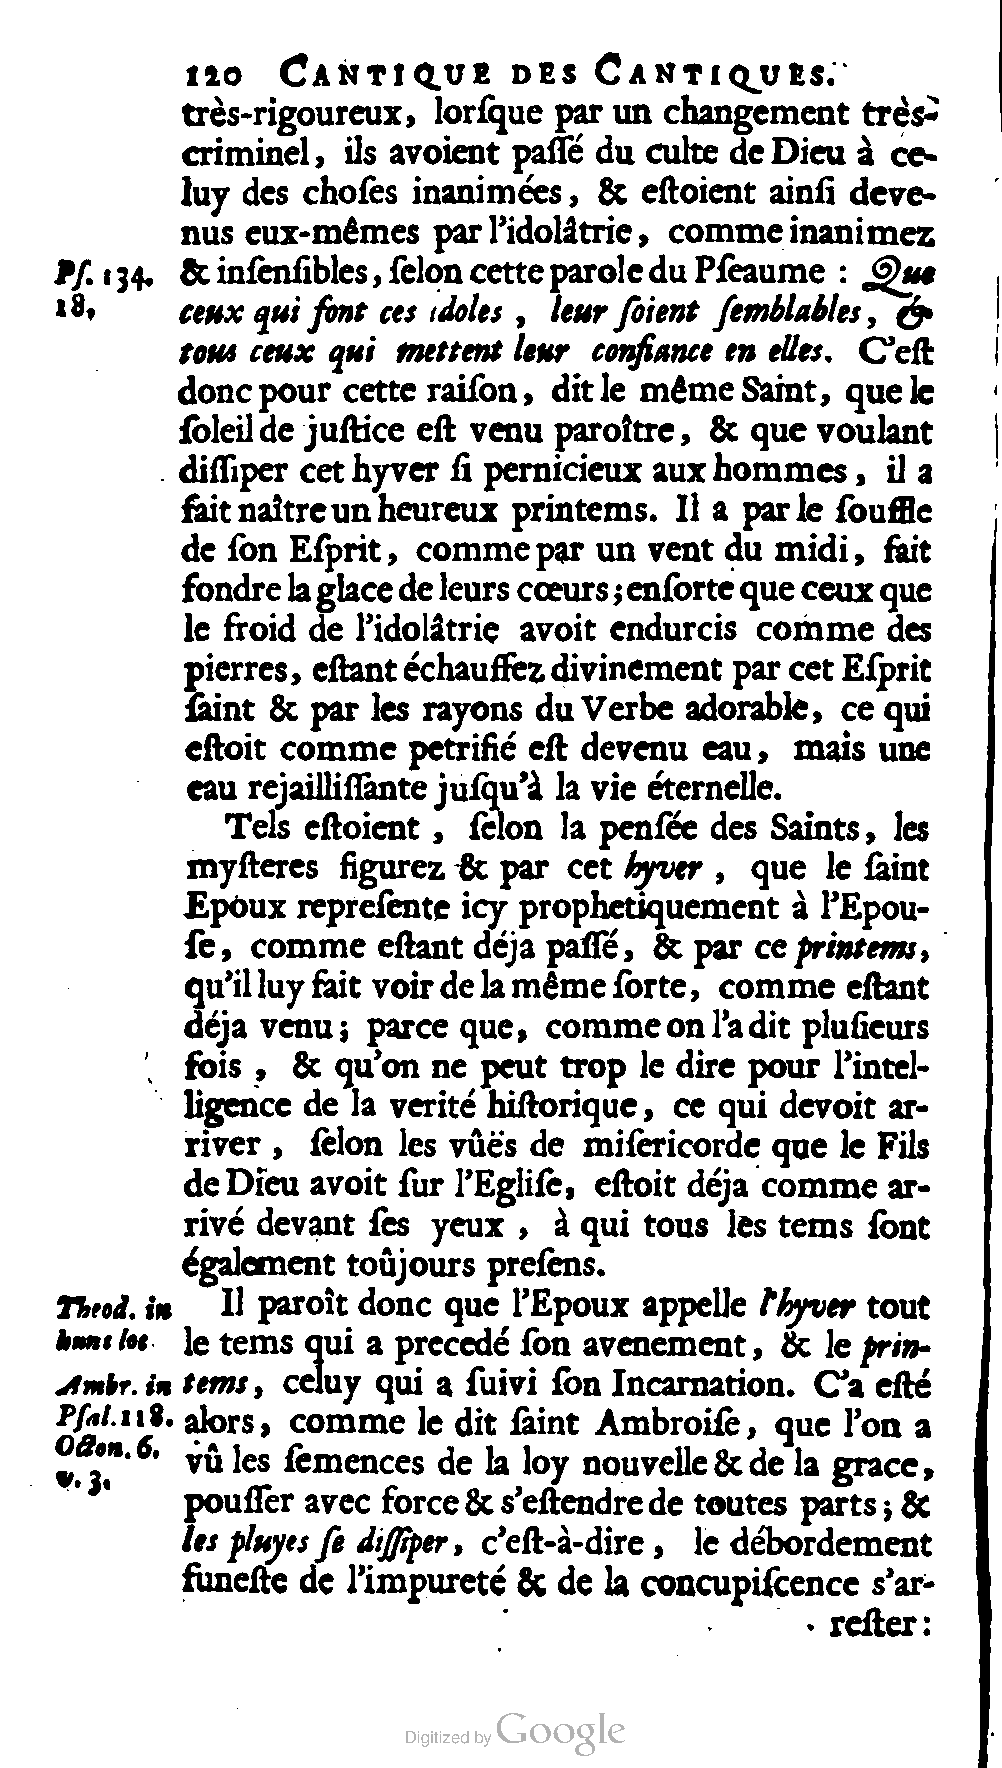 120 CANTIQUE DES CANTIQUES.
très-rigoureux, lorſque par un changement très-
criminel, ils avoient paſſé du culte de Dieu à ce-
luy des choſes inanimées, & eſtoient ainſi deve-
nus eux-mêmes par l'idolâtrie, comme inanimez
Pſ. 134. & inſenſibles, ſelon cette parole du Pſeaume : Que
18, ceux qui font ces idoles, leur ſoient ſemblables, &
tous ceux qui mettent leur confiance en elles. C'eſt
donc pour cette raiſon, dit le même Saint, que le
ſoleil de juſtice eſt venu paroître, & que voulant
diſſiper cet hyver ſi pernicieux aux hommes, il a
fait naître un heureux printems. Il a par le ſouffle
de ſon Eſprit, comme par un vent du midi, fait
fondre la glace de leurs cœurs; enſorte que ceux que
le froid de l'idolâtrie avoit endurcis comme des
pierres, eſtant échauffez divinement par cet Eſprit
ſaint & par les rayons du Verbe adorable, ce qui
eſtoit comme petrifié eſt devenu eau, mais une
eau rejailliſſante juſqu'à la vie éternelle.
Tels eſtoient, ſelon la penſée des Saints, les
myſteres figurez & par cet hyver, que le ſaint
Epoux repreſente icy prophetiquement à l'Epou-
ſe, comme eſtant déja paſſé, & par ce printems,
qu'il luy fait voir de la même ſorte, comme eſtant
déja venu; parce que, comme on l'a dit pluſieurs
fois, & qu'on ne peut trop le dire pour l'intel-
ligence de la verité hiſtorique, ce qui devoit ar-
river, ſelon les vûës de miſericorde que le Fils
de Dieu avoit ſur l'Egliſe, eſtoit déja comme ar-
rivé devant ſes yeux, à qui tous les tems ſont
également toûjours preſens.
Theod. in Il paroît donc que l'Epoux appelle l'hyver tout
hunc loc. le tems qui a precedé ſon avenement, & le prin-
Ambr. in tems, celuy qui a ſuivi ſon Incarnation. C'a eſté
Pſal. 118. alors, comme le dit ſaint Ambroiſe, que l'on a
Octon. 6. vû les ſemences de la loy nouvelle & de la grace,
v. 3. pouſſer avec force & s'eſtendre de toutes parts; &
les pluyes ſe diſſiper, c'eſt-à-dire, le débordement
funeſte de l'impureté & de la concupiſcence s'ar-
reſter:
Digitized by Google